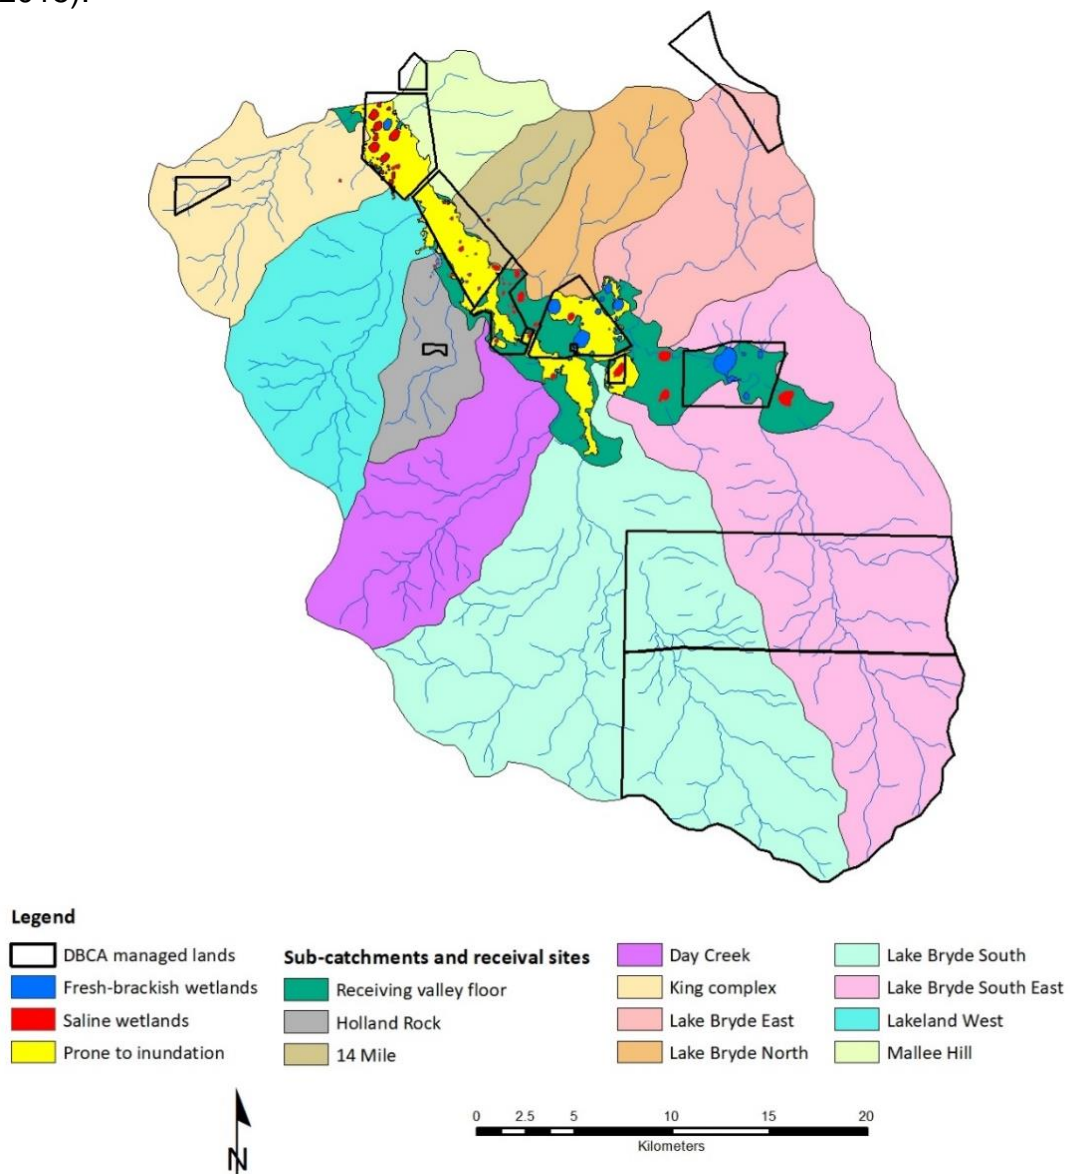 2018).
Legend
DBCA managed lands
Fresh-brackish wetlands
Saline wetlands
Prone to inundation
Sub-catchments and receival sites
Receiving valley floor
Holland Rock
14 Mile
Day Creek
King complex
Lake Bryde East
Lake Bryde North
Lake Bryde South
Lake Bryde South East
Lakeland West
Mallee Hill
N
0 2.5 5 10 15 20
Kilometers